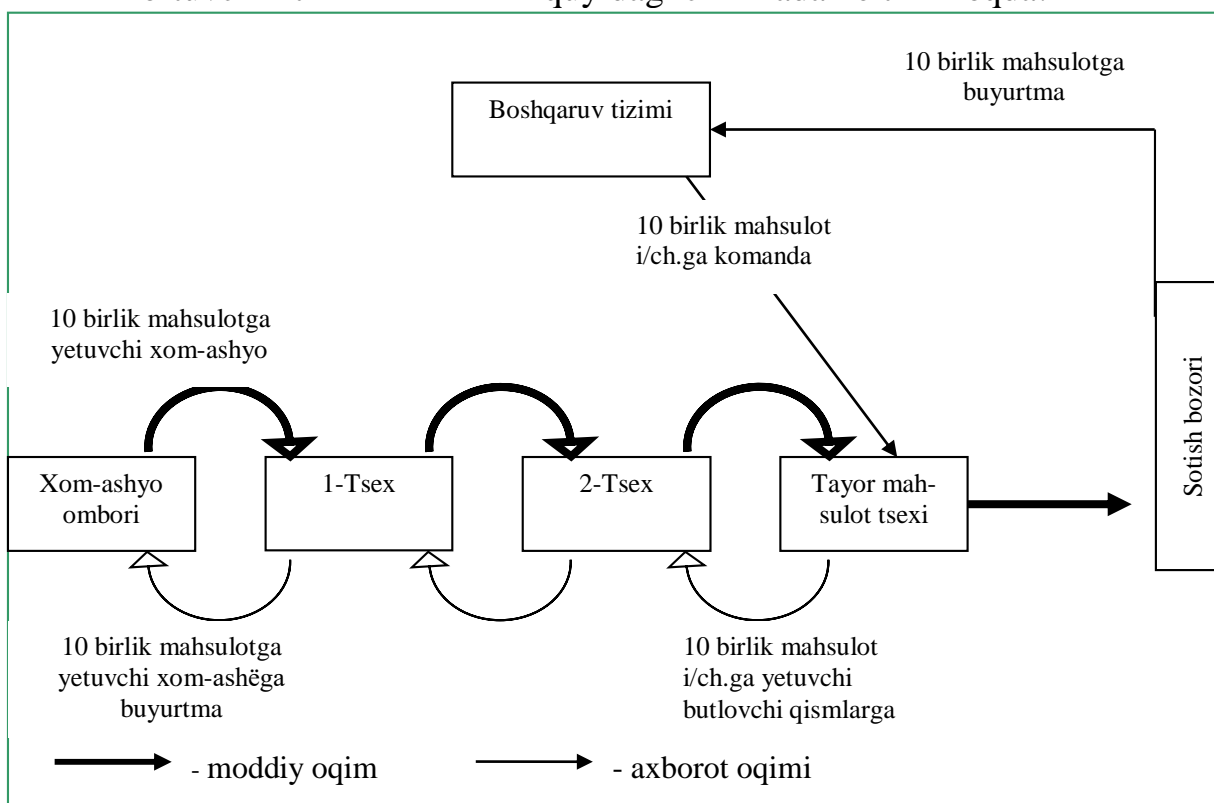 10 birlik mahsulotga
buyurtma
Boshqaruv tizimi
10 birlik mahsulot
i/ch.ga komanda
10 birlik mahsulotga
yetuvchi xom-ashyo
Sotish bozori
Xom-ashyo
ombori
1-Tsex
2-Tsex
Tayor mah-
sulot tsexi
10 birlik mahsulotga
yetuvchi xom-ashëga
buyurtma
10 birlik mahsulot
i/ch.ga yetuvchi
butlovchi qismlarga
- moddiy oqim
- axborot oqimi